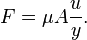 F = μA u/y.